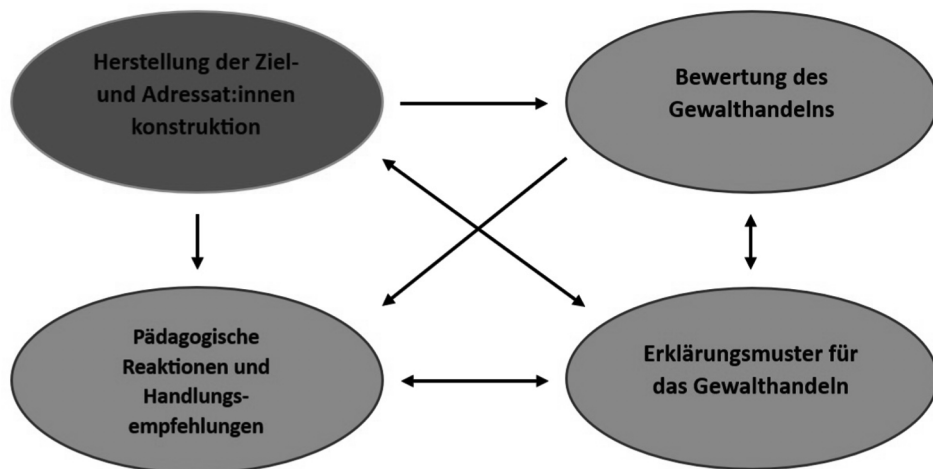 Herstellung der Ziel-
und Adressat:innen
konstruktion
Bewertung des
Gewalthandelns
Pädagogische
Reaktionen und
Handlungs-
empfehlungen
Erklärungsmuster für
das Gewalthandeln